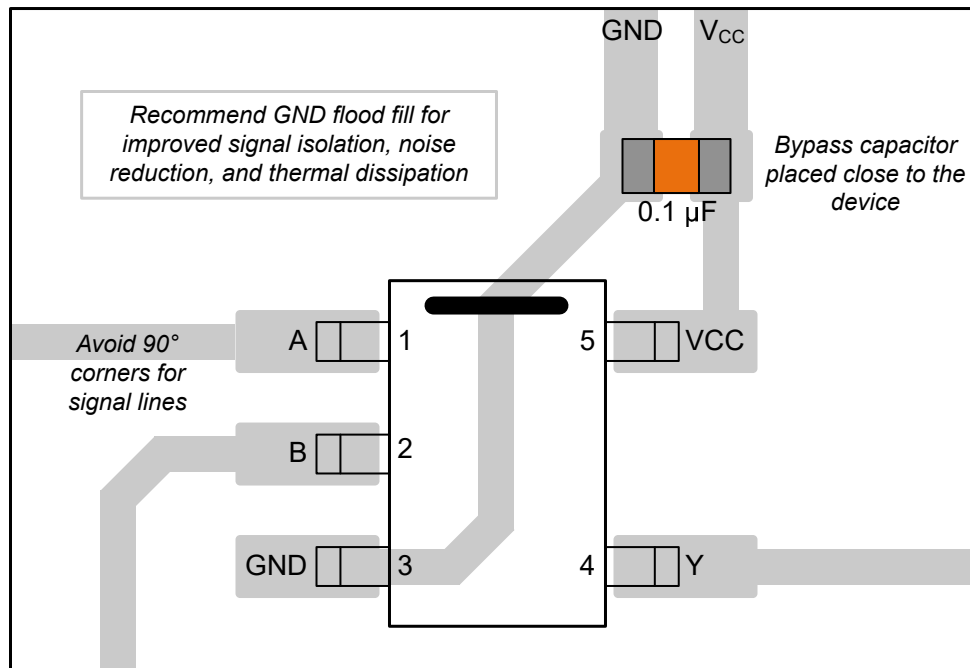 GND
VCC
Recommend GND flood fill for
improved signal isolation, noise
reduction, and thermal dissipation
Bypass capacitor
placed close to the
device
0.1 µF
A
1
5
VCC
Avoid 90°
corners for
signal lines
B
2
GND
3
4
Y